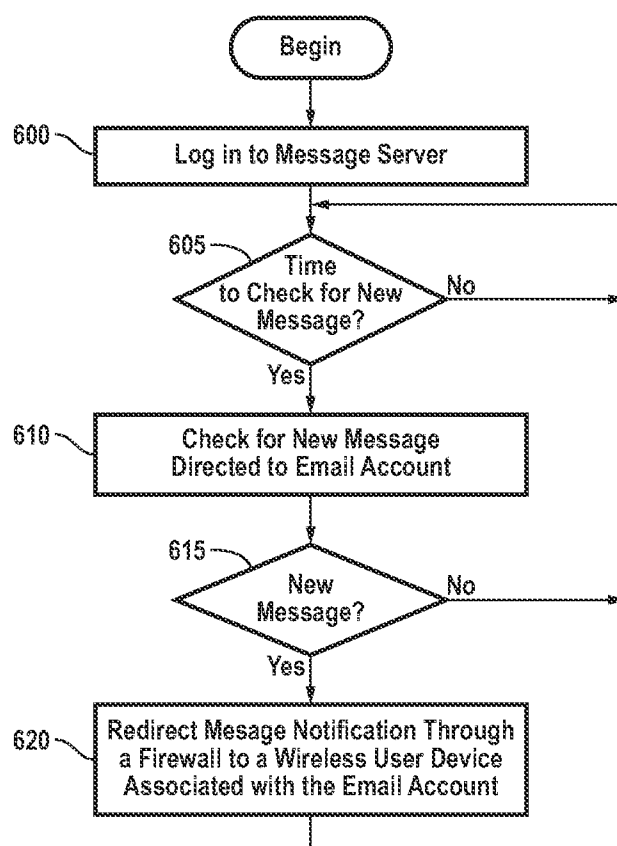 Begin
600
Log in to Message Server
605
Time
to Check for New
Message?
No
Yes
610
Check for New Message
Directed to Email Account
615
New
Message?
No
Yes
620
Redirect Mesage Notification Through
a Firewall to a Wireless User Device
Associated with the Email Account